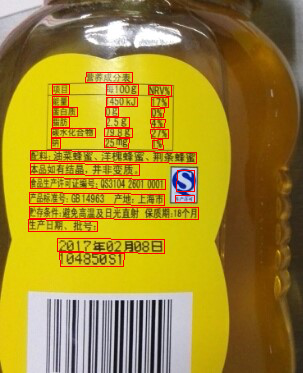 营养成分表
项目 每100g NRV%
能量 1450kJ 17%
蛋白质 0g 0%
脂肪 2.5g 4%
碳水化合物 79.8g 27%
钠 1%
配料：油菜蜂蜜、洋槐蜂蜜、荆条蜂蜜
本品如有结晶，并非变质。
食品生产许可证编号：QS3104 2601 0001
产品标准号：GB 14963 产地：上海市
贮存条件：避免高温及日光直射 保质期：18个月
生产日期、批号：
2017年02月08日
104850S1